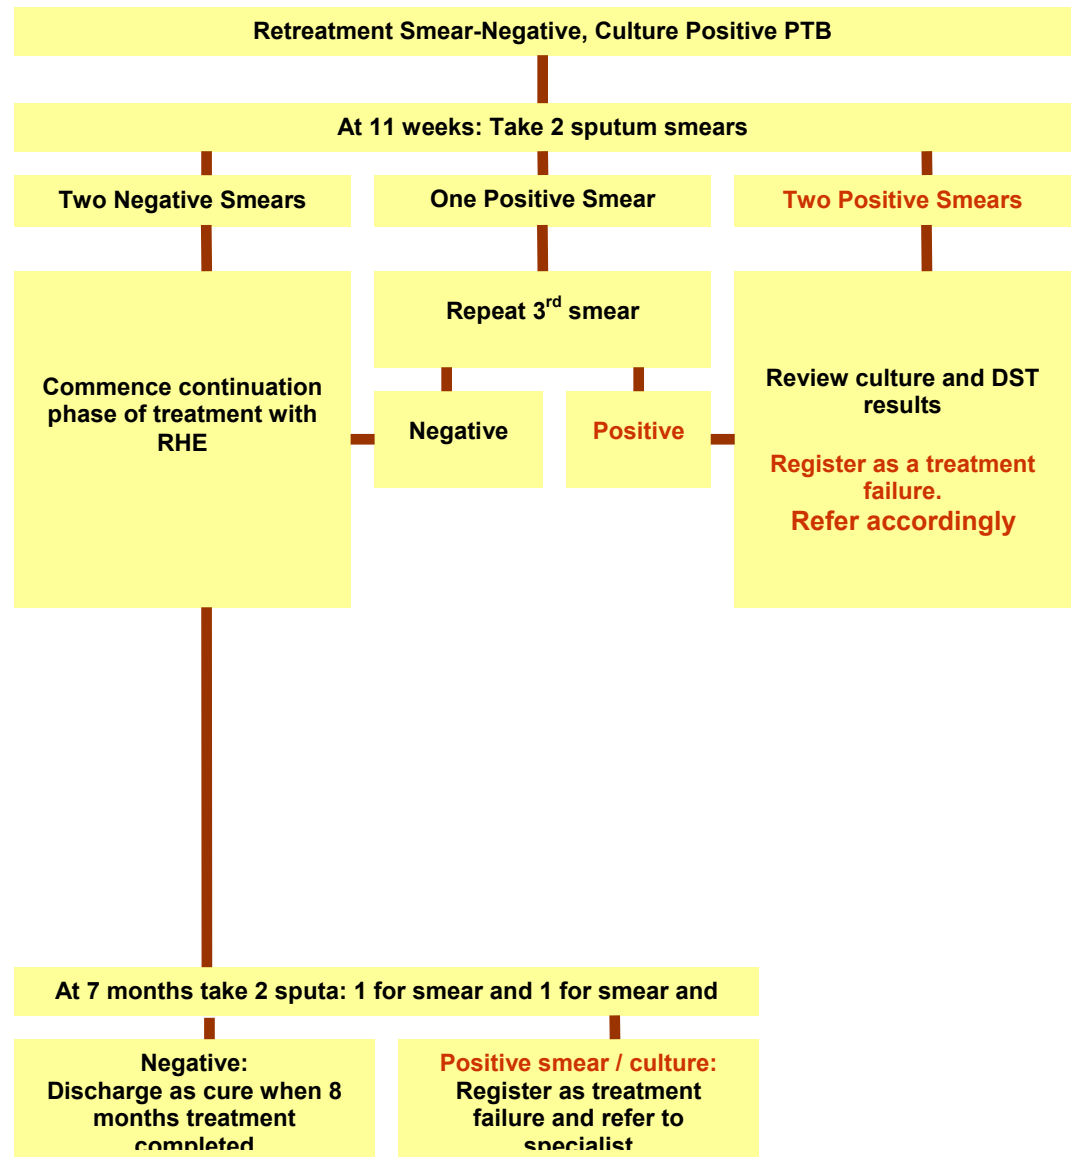 Retreatment Smear-Negative, Culture Positive PTB
At 11 weeks: Take 2 sputum smears
Two Negative Smears
One Positive Smear
Two Positive Smears
Repeat 3rd smear
Commence continuation
phase of treatment with
RHE
Negative
Positive
Review culture and DST
results
Register as a treatment
failure.
Refer accordingly
At 7 months take 2 sputa: 1 for smear and 1 for smear and
Negative:
Discharge as cure when 8
months treatment
completed
Positive smear / culture:
Register as treatment
failure and refer to
specialist